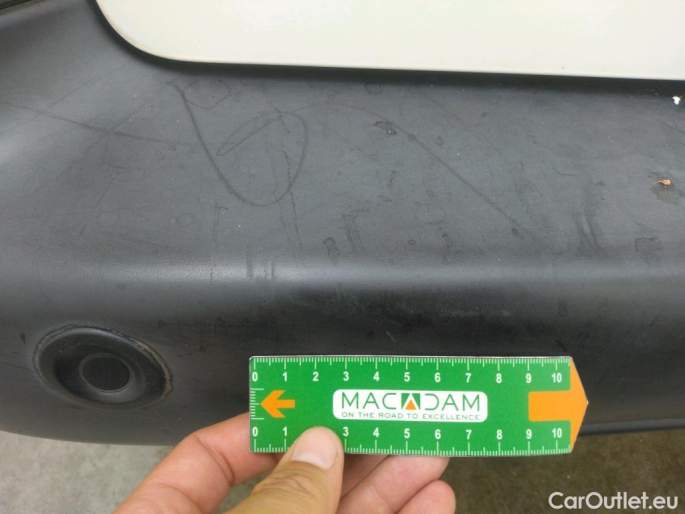 0 1 2 3 4 5 6 7 8 9 10
MACADAM
ON THE ROAD TO EXCELLENCE
0 1 3 4 5 6 7 8 9 10
CarOutlet.eu